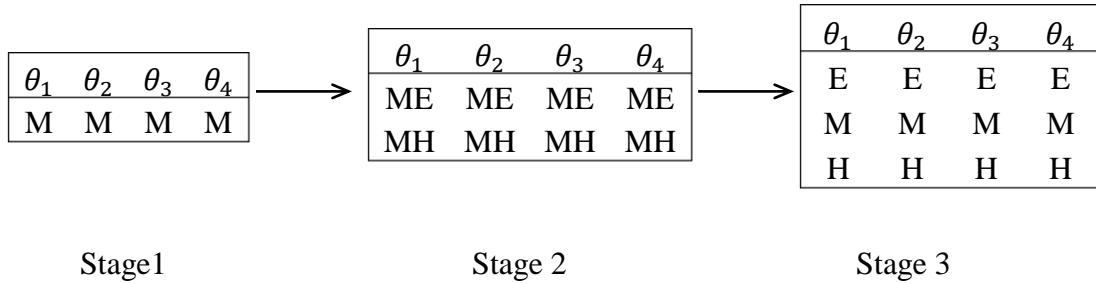 θ₁ θ₂ θ₃ θ₄
M M M M
θ₁ θ₂ θ₃ θ₄
ME ME ME ME
MH MH MH MH
θ₁ θ₂ θ₃ θ₄
E E E E
M M M M
H H H H
Stage1
Stage 2
Stage 3